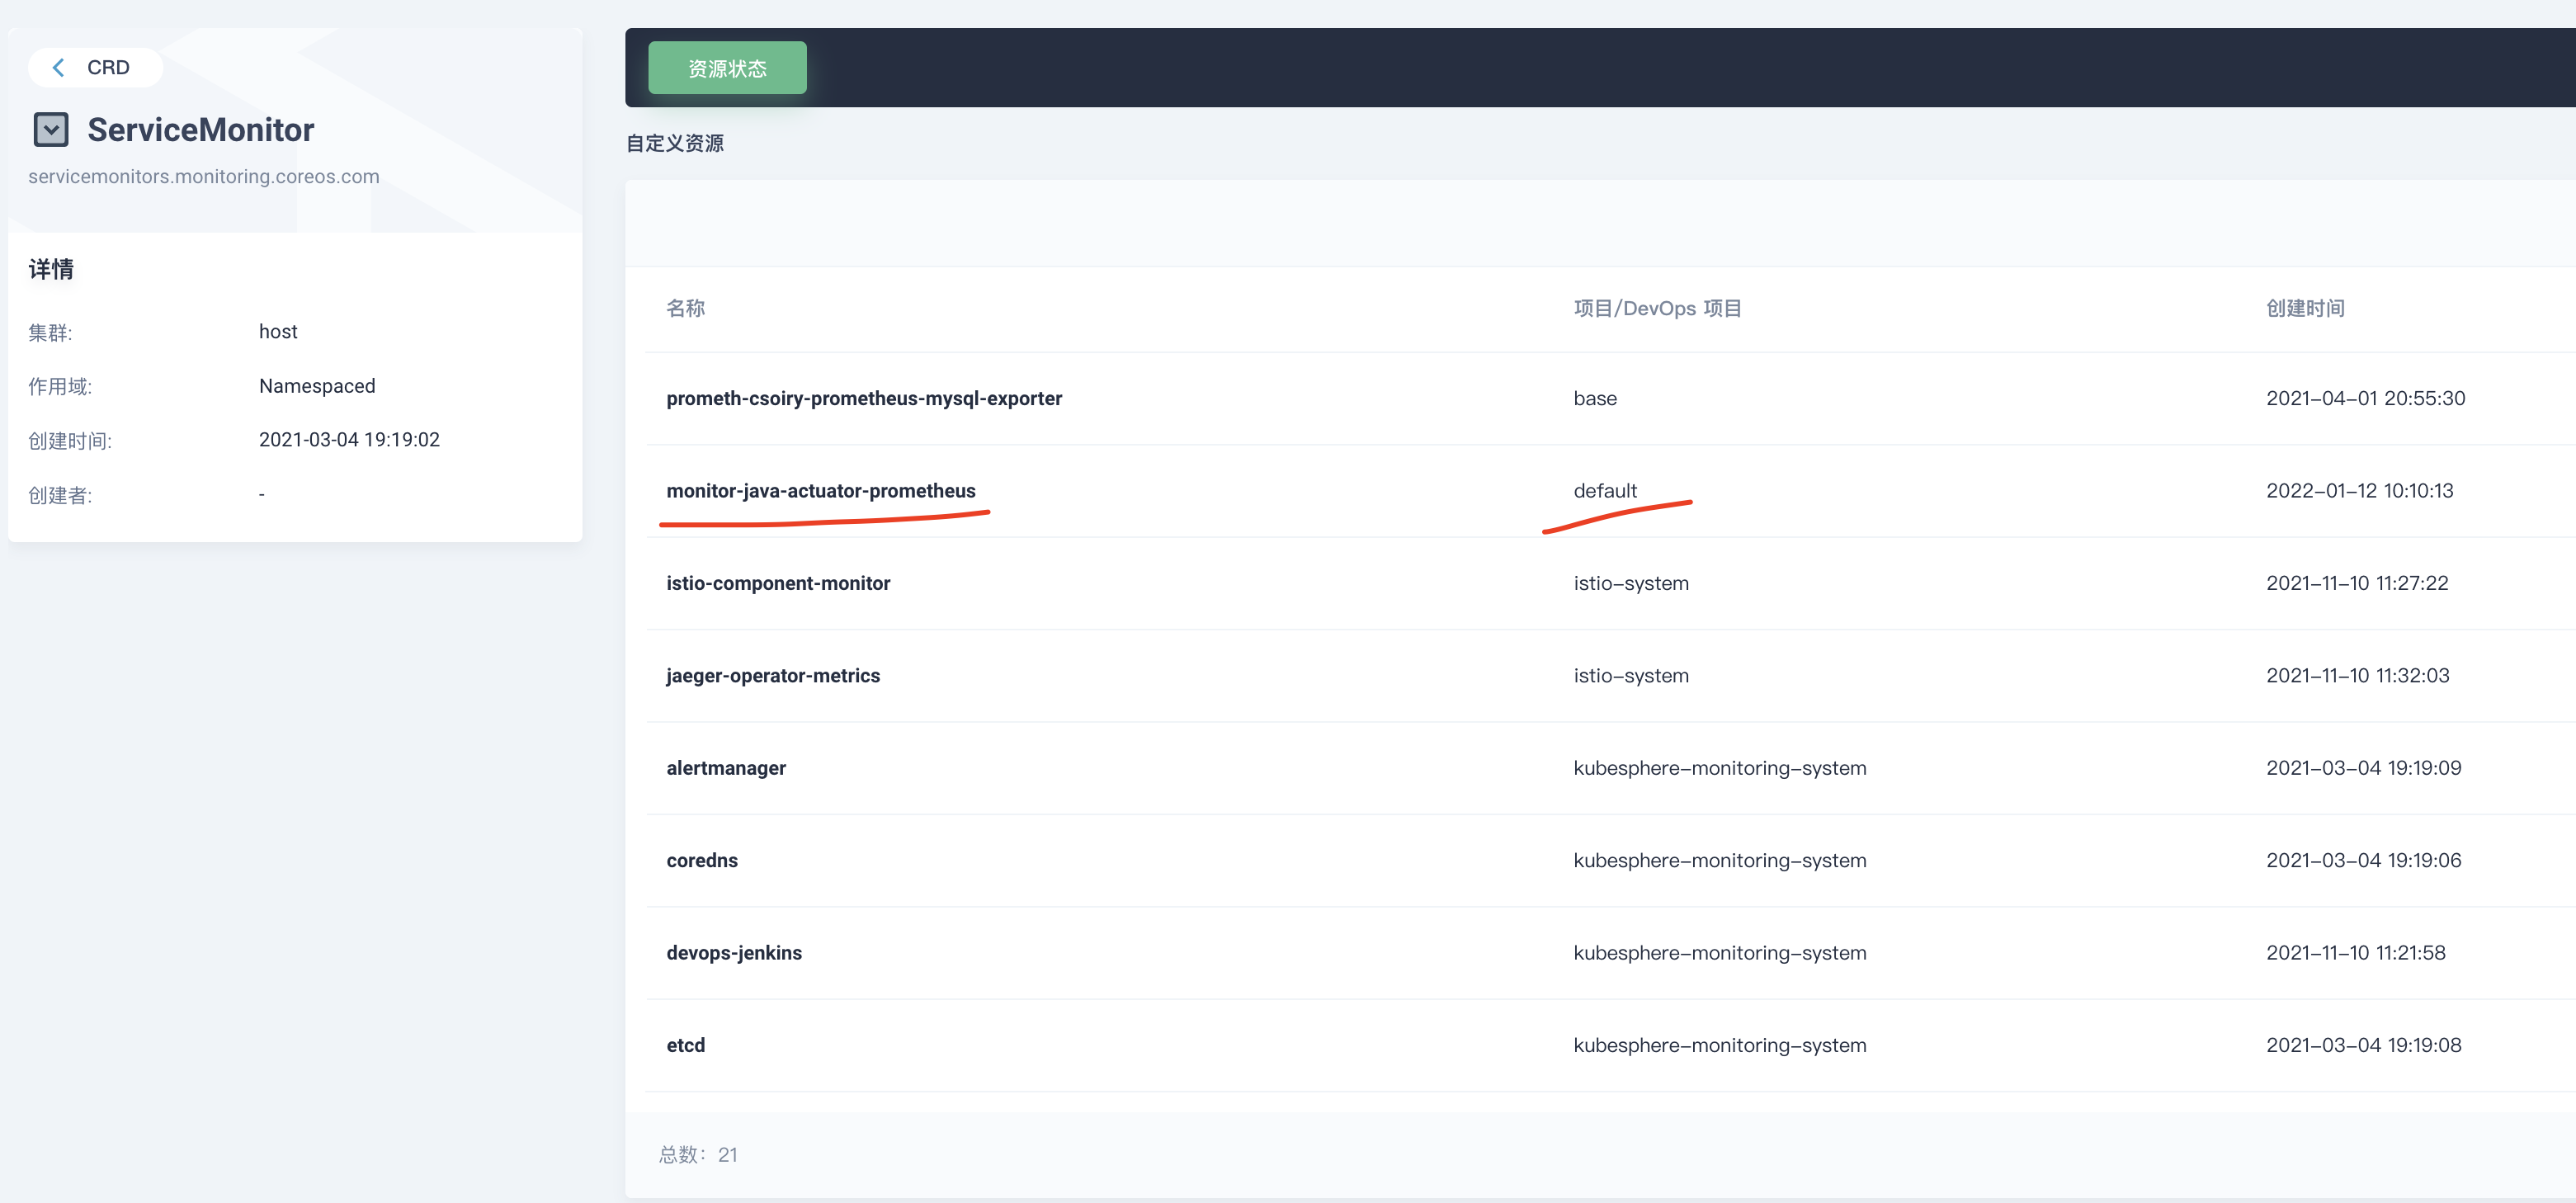 CRD
ServiceMonitor
servicemonitors.monitoring.coreos.com
详情
集群: host
作用域: Namespaced
创建时间: 2021-03-04 19:19:02
创建者: -
资源状态
自定义资源
名称 项目/DevOps 项目 创建时间
prometh-csoiry-prometheus-mysql-exporter base 2021-04-01 20:55:30
monitor-java-actuator-prometheus default 2022-01-12 10:10:13
istio-component-monitor istio-system 2021-11-10 11:27:22
jaeger-operator-metrics istio-system 2021-11-10 11:32:03
alertmanager kubesphere-monitoring-system 2021-03-04 19:19:09
coredns kubesphere-monitoring-system 2021-03-04 19:19:06
devops-jenkins kubesphere-monitoring-system 2021-11-10 11:21:58
etcd kubesphere-monitoring-system 2021-03-04 19:19:08
总数：21